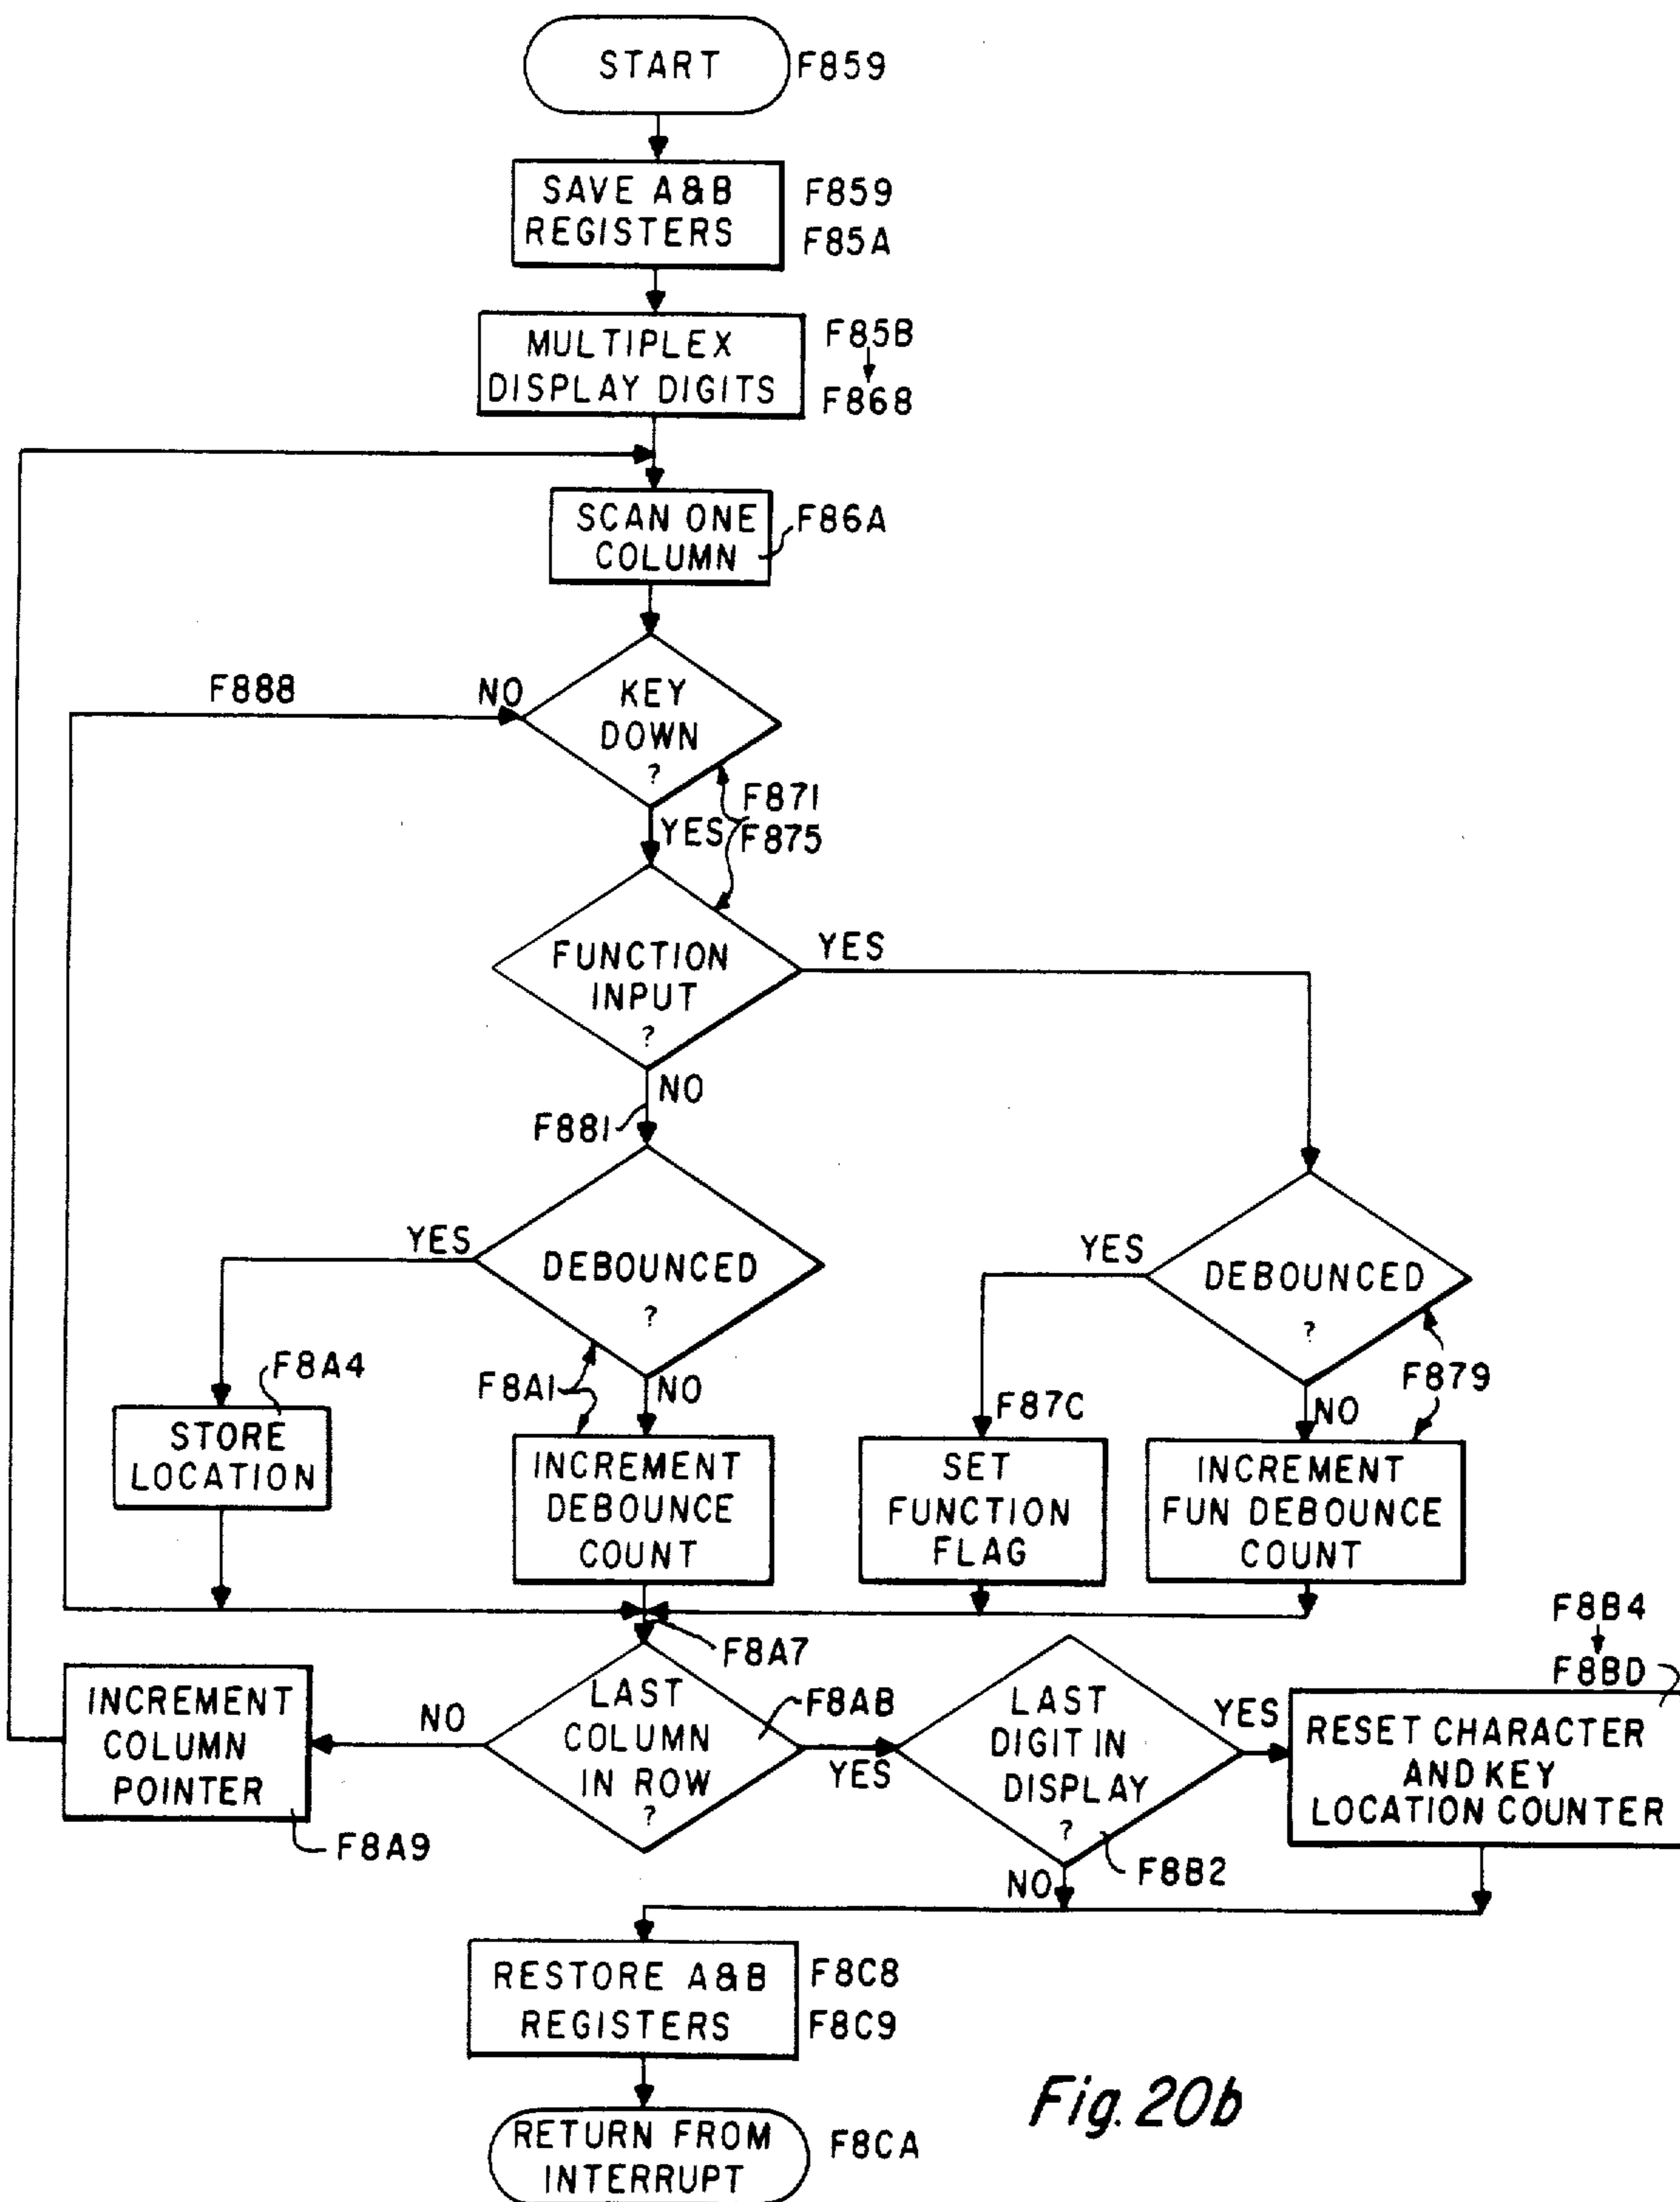 START
F859
SAVE A&B
REGISTERS
F859
F85A
MULTIPLEX
DISPLAY DIGITS
F85B
F868
SCAN ONE
COLUMN
F86A
F888
NO
KEY
DOWN
?
F871
YES
F875
FUNCTION
INPUT
?
YES
NO
F881
YES
DEBOUNCED
?
YES
DEBOUNCED
?
F8A4
STORE
LOCATION
F8A1
NO
INCREMENT
DEBOUNCE
COUNT
F87C
SET
FUNCTION
FLAG
F879
NO
INCREMENT
FUN DEBOUNCE
COUNT
F8A7
F8B4
F8BD
INCREMENT
COLUMN
POINTER
F8A9
NO
LAST
COLUMN
IN ROW
?
F8AB
YES
LAST
DIGIT IN
DISPLAY
?
YES
F8B2
NO
RESET CHARACTER
AND KEY
LOCATION COUNTER
RESTORE A&B
REGISTERS
F8C8
F8C9
RETURN FROM
INTERRUPT
F8CA
Fig. 20b